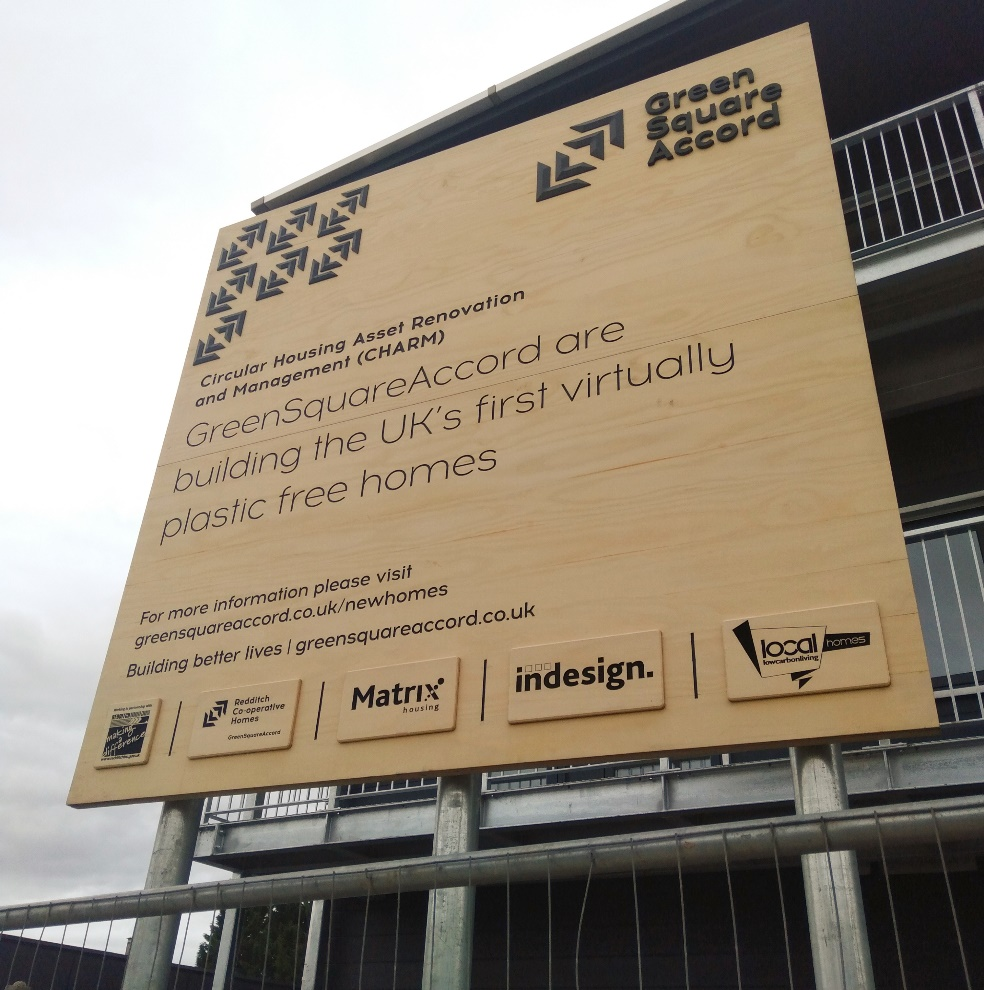 Green
Square
Accord
Circular Housing Asset Renovation
and Management (CHARM)
GreenSquareAccord are
building the UK's first virtually
plastic free homes
For more information please visit
greensquareaccord.co.uk/newhomes
Building better lives | greensquareaccord.co.uk
making
a
difference
Redditch
Co-operative
Homes
GreenSquareAccord
Matrix
housing
indesign.
local homes
lowcarbonliving